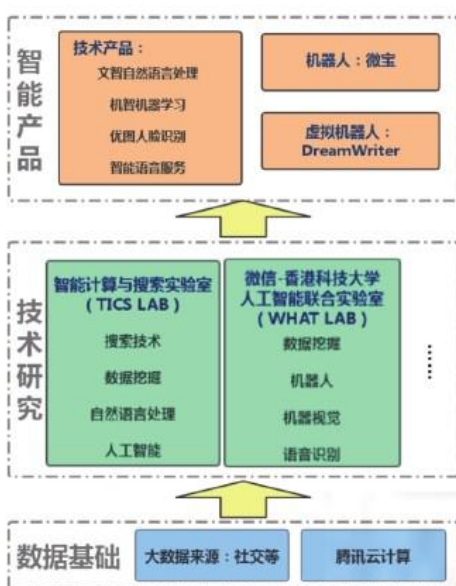 智能产品
技术产品：
文智自然语言处理
机智机器学习
优图人脸识别
智能语音服务
机器人：微宝
虚拟机器人：
DreamWriter
技术研究
智能计算与搜索实验室
（TICS LAB）
搜索技术
数据挖掘
自然语言处理
人工智能
微信-香港科技大学
人工智能联合实验室
（WHAT LAB）
数据挖掘
机器人
机器视觉
语音识别
……
数据基础
大数据来源：社交等
腾讯云计算